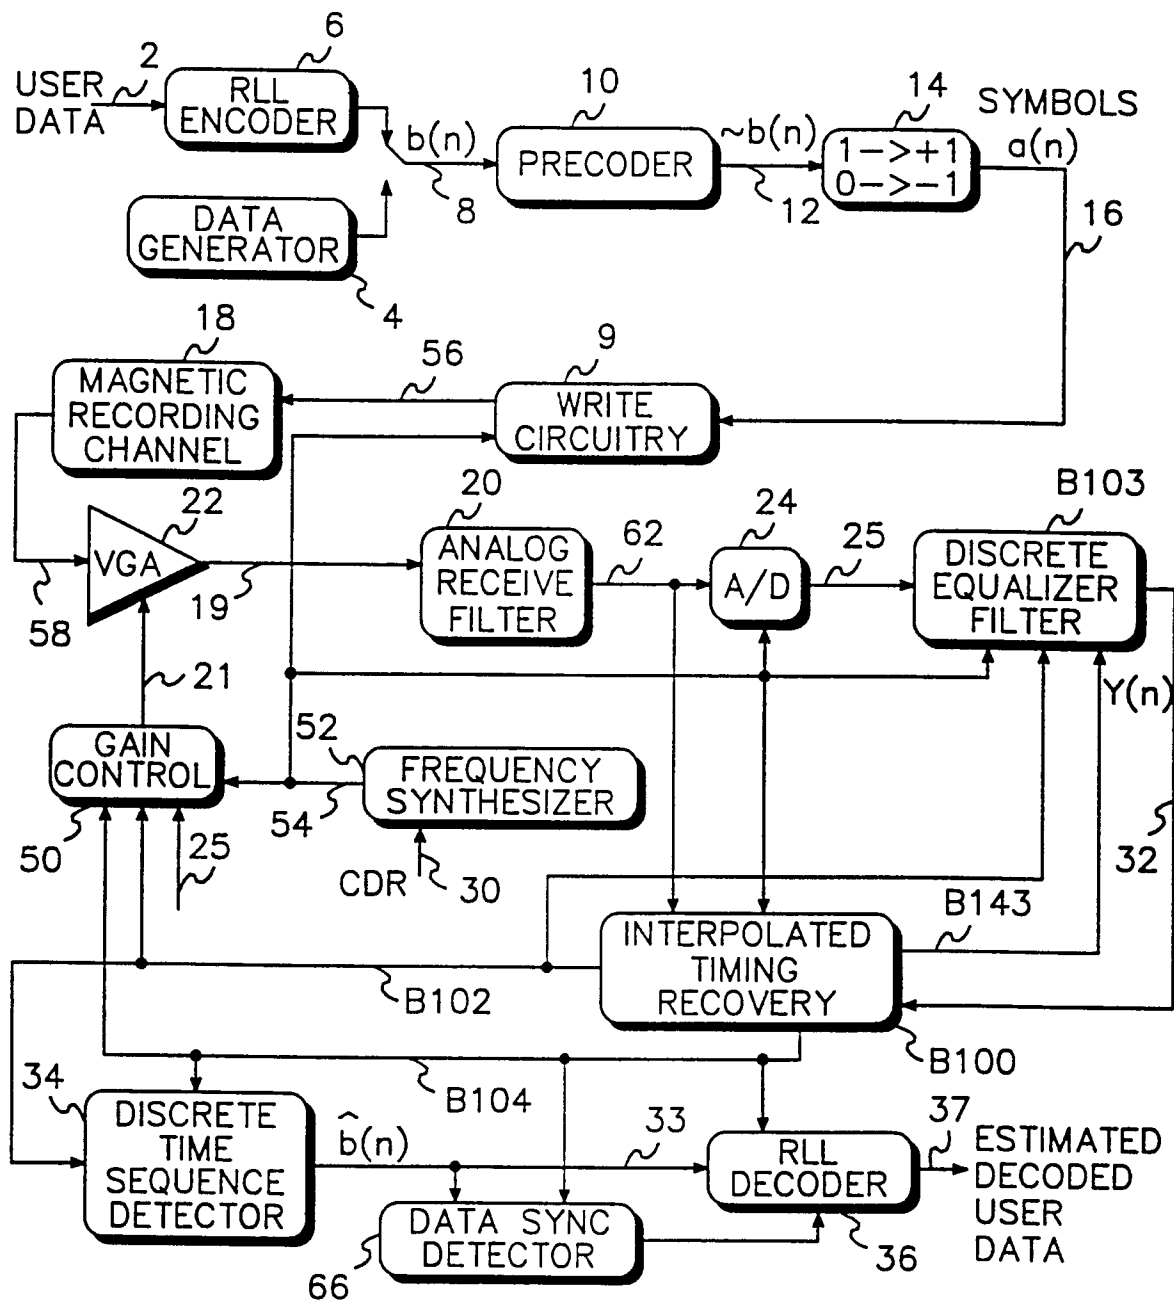 6
2
USER
DATA
RLL
ENCODER
10
14
SYMBOLS
b(n)
~b(n)
a(n)
PRECODER
1->+1
0->-1
8
12
16
DATA
GENERATOR
4
18
9
56
MAGNETIC
RECORDING
CHANNEL
WRITE
CIRCUITRY
22
20
24
B103
VGA
62
25
ANALOG
RECEIVE
FILTER
A/D
DISCRETE
EQUALIZER
FILTER
58
19
21
Y(n)
52
GAIN
CONTROL
FREQUENCY
SYNTHESIZER
54
50
25
CDR
30
32
B143
INTERPOLATED
TIMING
RECOVERY
B102
B100
34
B104
DISCRETE
TIME
SEQUENCE
DETECTOR
b̂(n)
33
37
RLL
DECODER
ESTIMATED
DECODED
USER
DATA
DATA SYNC
DETECTOR
66
36